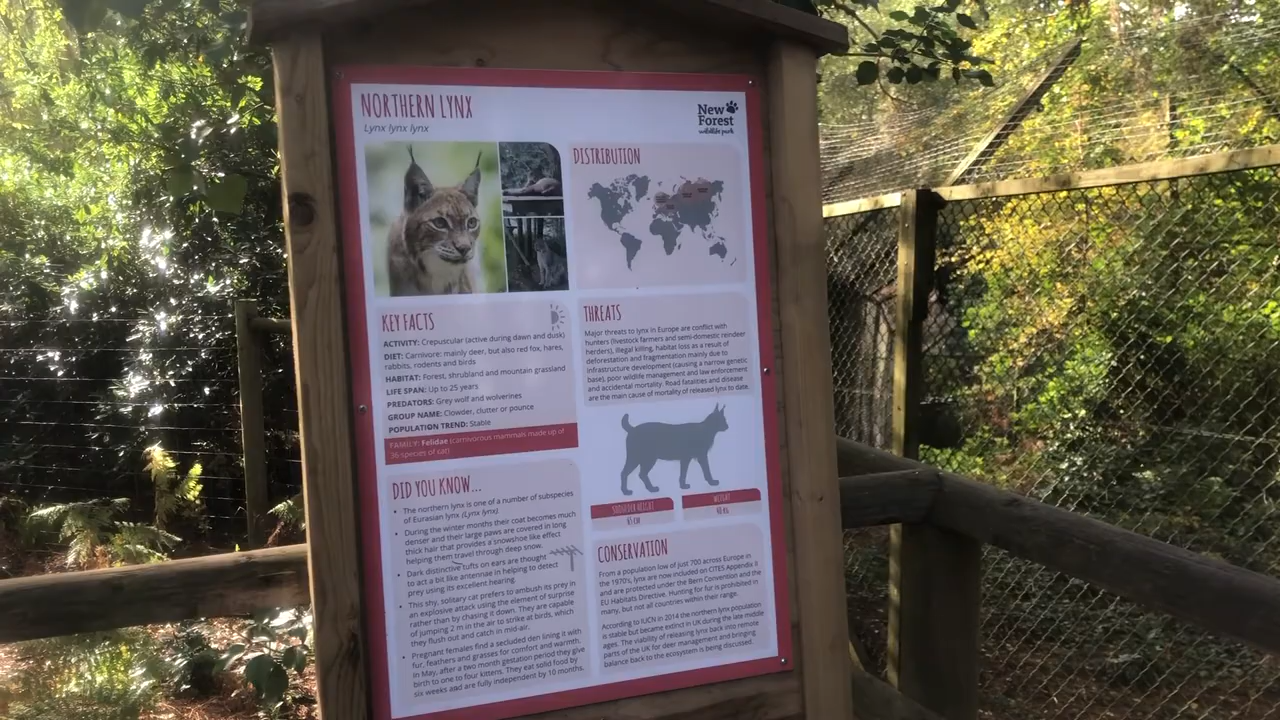 NORTHERN LYNX
Lynx lynx lynx
New
Forest
wildlife park
DISTRIBUTION
KEY FACTS
ACTIVITY: Crepuscular (active during dawn and dusk)
DIET: Carnivore: mainly deer, but also red fox, hares,
rabbits, rodents and birds
HABITAT: Forest, shrubland and mountain grassland
LIFE SPAN: Up to 25 years
PREDATORS: Grey wolf and wolverines
GROUP NAME: Clowder, clutter or pounce
POPULATION TREND: Stable
FAMILY: Felidae (carnivorous mammals made up of
36 species of cat)
DID YOU KNOW...
• The northern lynx is one of a number of subspecies
of Eurasian lynx (Lynx lynx).
• During the winter months their coat becomes much
denser and their large paws are covered in long
thick hair that provides a snowshoe like effect
helping them travel through deep snow.
• Dark distinctive tufts on ears are thought
to act a bit like antennae in helping to detect
prey using its excellent hearing.
• This shy, solitary cat prefers to ambush its prey in
an explosive attack using the element of surprise
rather than by chasing it down. They are capable
of jumping 2 m in the air to strike at birds, which
they flush out and catch in mid-air.
• Pregnant females find a secluded den lining it with
fur, feathers and grasses for comfort and warmth.
In May, after a two month gestation period they give
birth to one to four kittens. They eat solid food by
six weeks and are fully independent by 10 months.
THREATS
Major threats to lynx in Europe are conflict with
hunters (livestock farmers and semi-domestic reindeer
herders), illegal killing, habitat loss as a result of
deforestation and fragmentation mainly due to
infrastructure development (causing a narrow genetic
base), poor wildlife management and law enforcement
and accidental mortality. Road fatalities and disease
are the main cause of mortality of released lynx to date.
SHOULDER HEIGHT
65 CM
WEIGHT
CONSERVATION
From a population low of just 700 across Europe in
the 1970's, lynx are now included on CITES Appendix II
and are protected under the Bern Convention and the
EU Habitats Directive. Hunting for fur is prohibited in
many, but not all countries within their range.
According to IUCN in 2014 the northern lynx population
is stable but became extinct in UK during the late middle
ages. The viability of releasing lynx back into remote
parts of the UK for deer management and bringing
balance back to the ecosystem is being discussed.